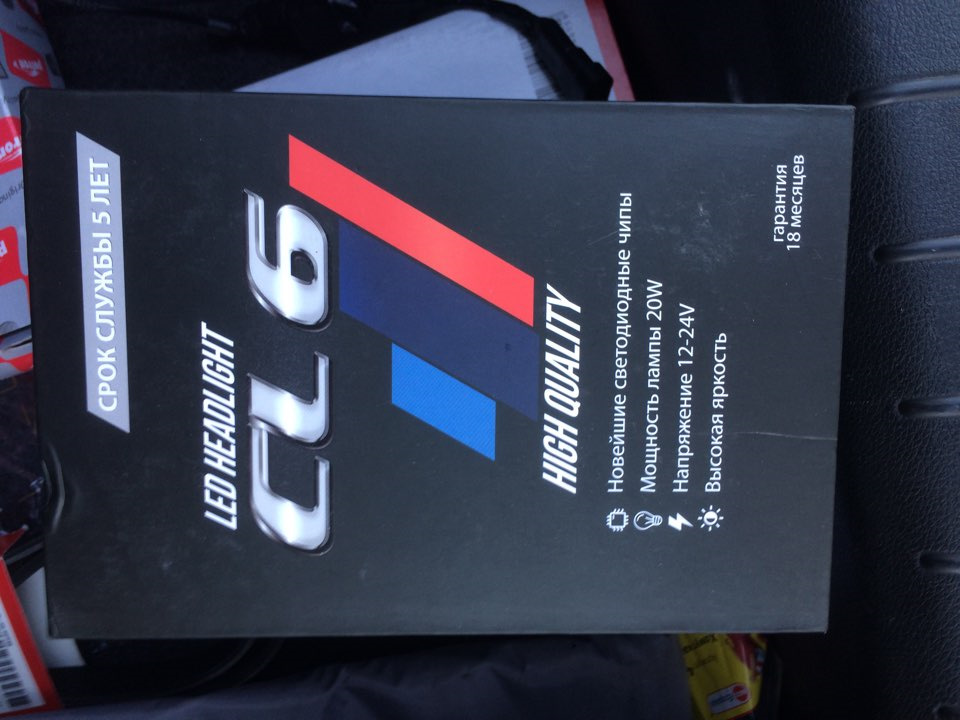 СРОК СЛУЖБЫ 5 ЛЕТ
LED HEADLIGHT
CL6
HIGH QUALITY
Новейшие светодиодные чипы
Мощность лампы 20W
Напряжение 12-24V
Высокая яркость
гарантия
18 месяцев